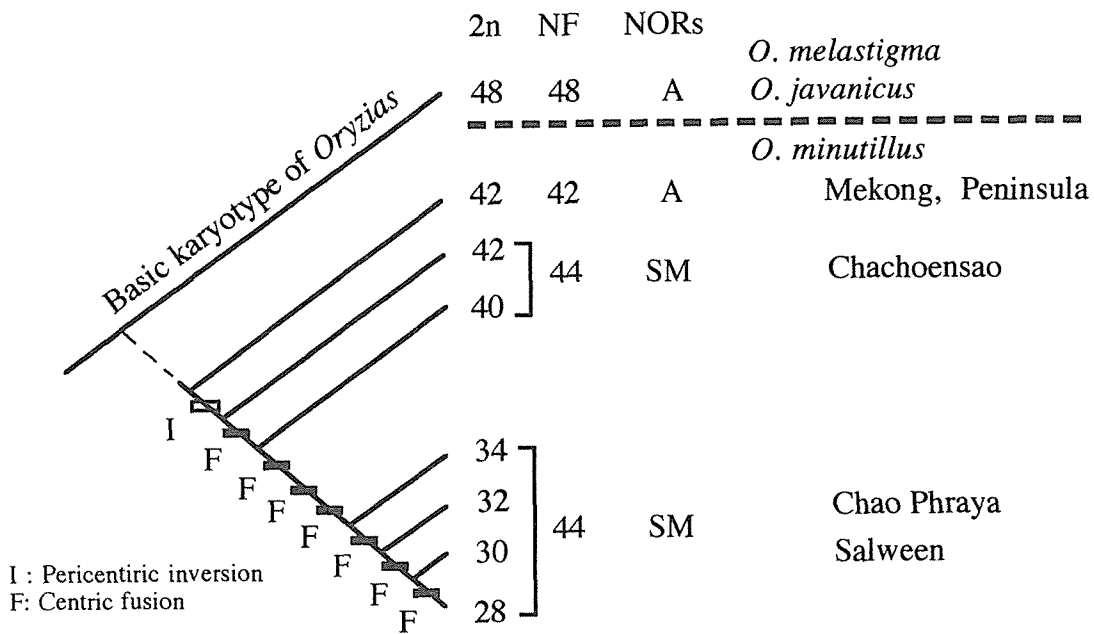 2n NF NORs
O. melastigma
48 48 A O. javanicus
Basic karyotype of Oryzias
O. minutillus
42 42 A Mekong, Peninsula
42
44 SM Chachoensao
40
I
F
F
F
F
F
F
F
34
32
44 SM Chao Phraya
30 Salween
28
I : Pericentiric inversion
F: Centric fusion